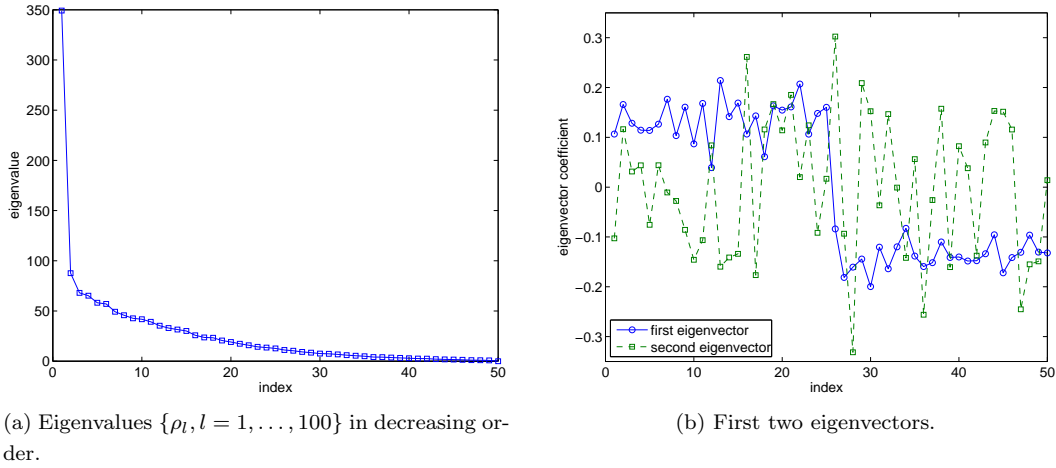 350
300
250
200
150
100
50
0
eigenvalue
0 10 20 30 40 50
index
(a) Eigenvalues {ρ_l, l = 1, . . . , 100} in decreasing or-
der.
0.3
0.2
0.1
0
−0.1
−0.2
−0.3
eigenvector coefficient
first eigenvector
second eigenvector
0 10 20 30 40 50
index
(b) First two eigenvectors.